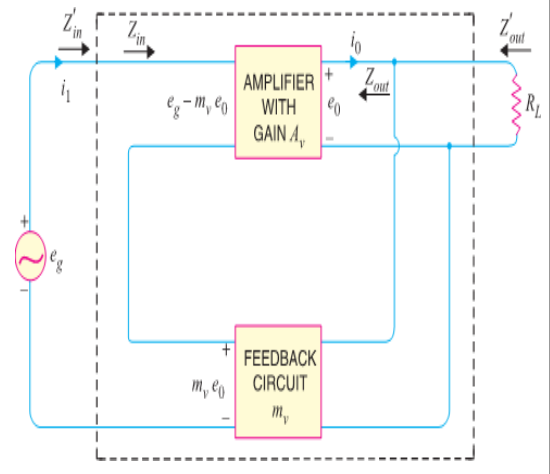 Z'in
Zin
i0
Z'out
i1
eg – mv e0
AMPLIFIER
WITH
GAIN Av
+
e0
–
Zout
RL
+
eg
–
+
mv e0
–
FEEDBACK
CIRCUIT
mv